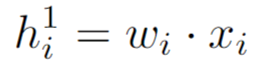 h_i^1 = w_i · x_i